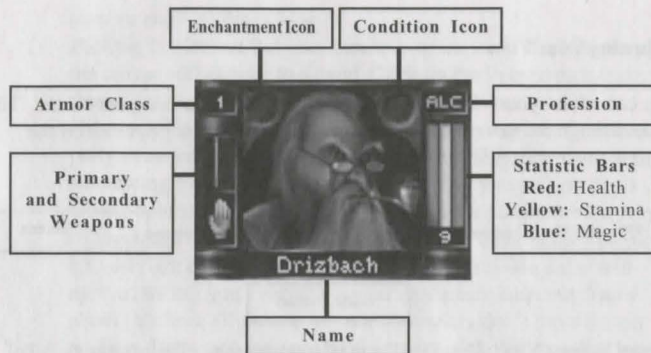 Enchantment Icon
Condition Icon
Armor Class
1
ALC
Profession
Primary
and Secondary
Weapons
Statistic Bars
Red: Health
Yellow: Stamina
Blue: Magic
9
Drizbach
Name